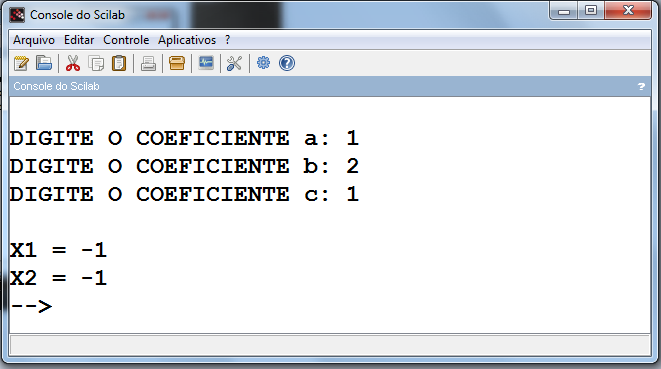 Console do Scilab
Arquivo Editar Controle Aplicativos ?
Console do Scilab ?
DIGITE O COEFICIENTE a: 1
DIGITE O COEFICIENTE b: 2
DIGITE O COEFICIENTE c: 1
X1 = -1
X2 = -1
-->